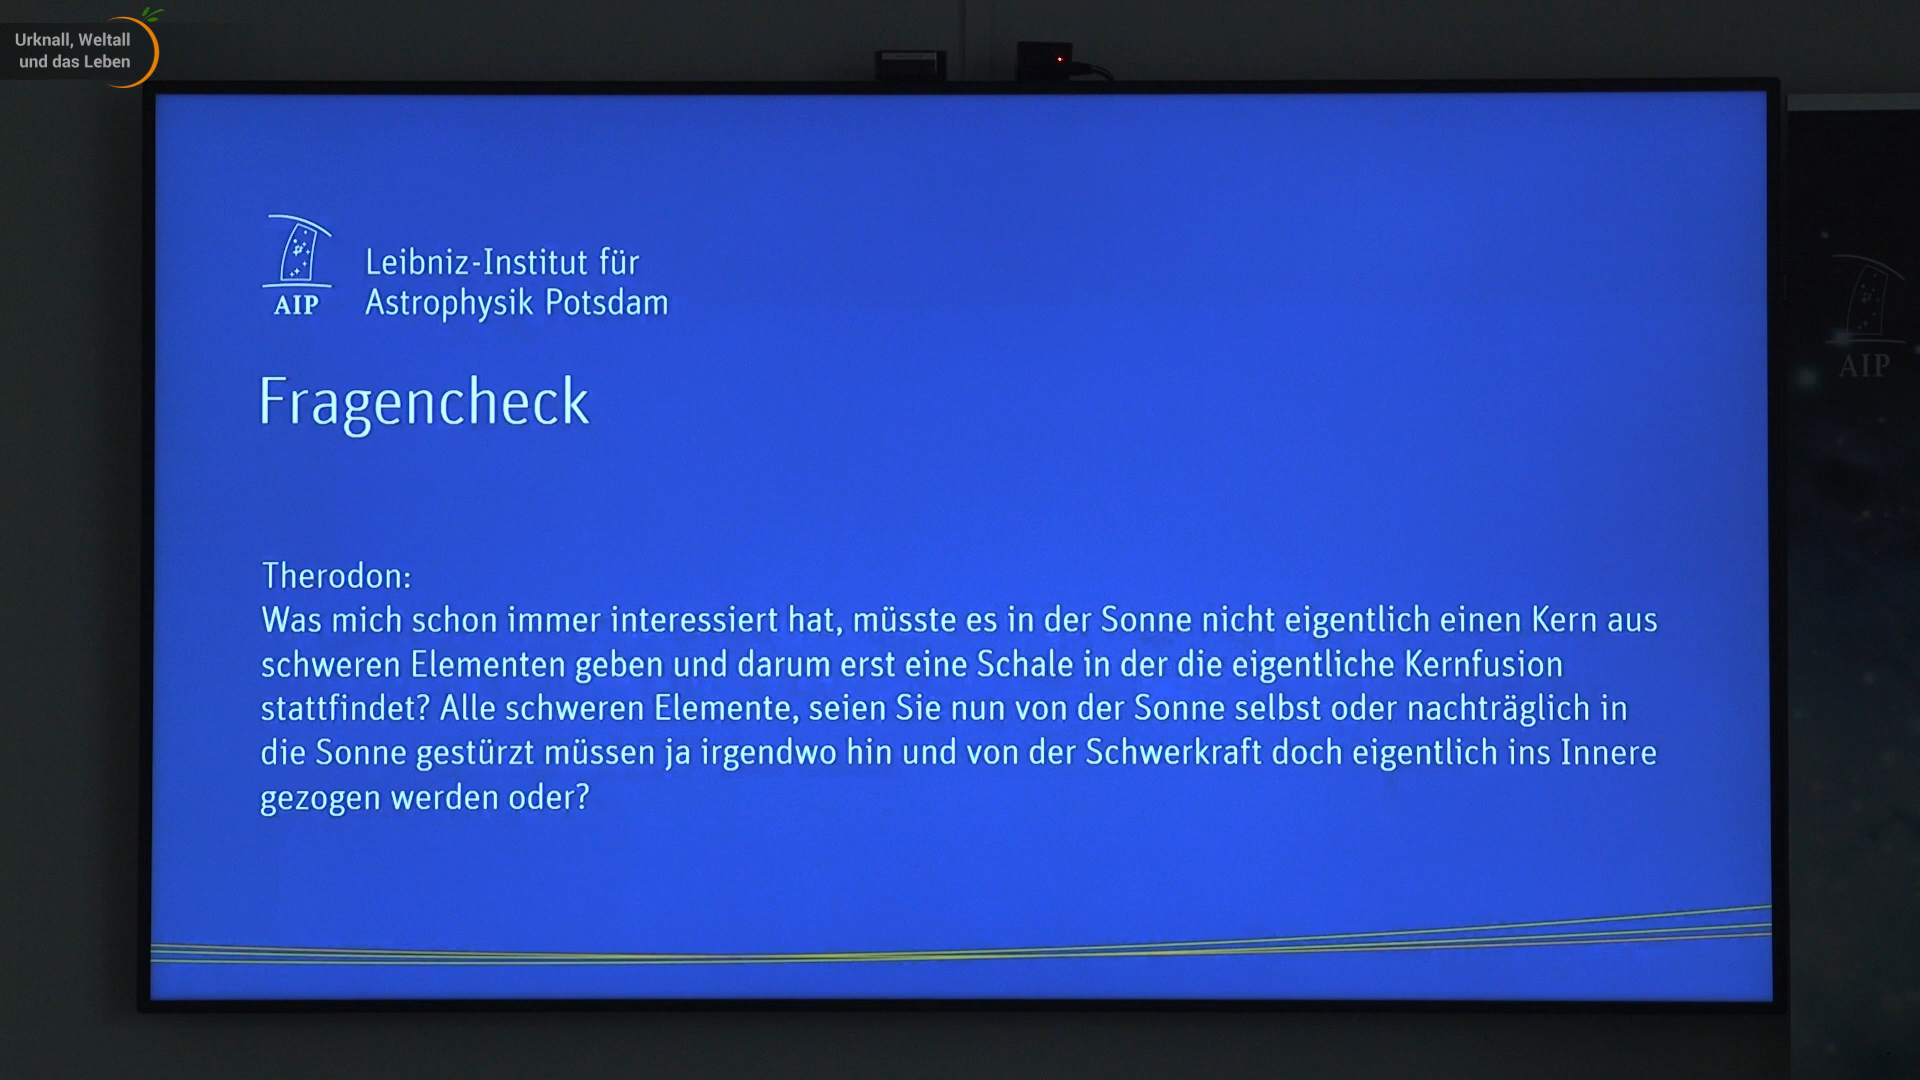 Urknall, Weltall
und das Leben
Leibniz-Institut für
Astrophysik Potsdam
AIP
Fragencheck
Therodon:
Was mich schon immer interessiert hat, müsste es in der Sonne nicht eigentlich einen Kern aus
schweren Elementen geben und darum erst eine Schale in der die eigentliche Kernfusion
stattfindet? Alle schweren Elemente, seien Sie nun von der Sonne selbst oder nachträglich in
die Sonne gestürzt müssen ja irgendwo hin und von der Schwerkraft doch eigentlich ins Innere
gezogen werden oder?
AIP